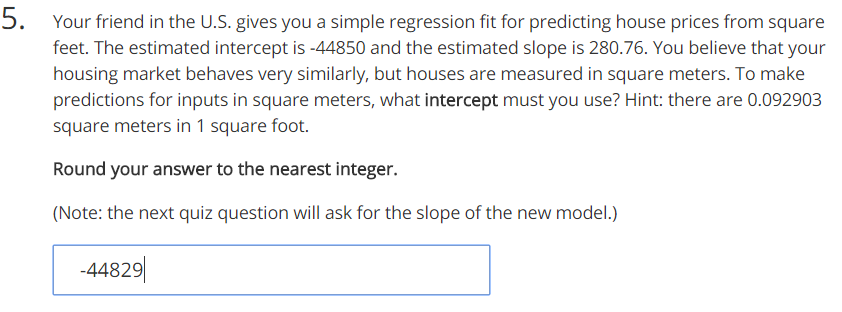 5. Your friend in the U.S. gives you a simple regression fit for predicting house prices from square
feet. The estimated intercept is -44850 and the estimated slope is 280.76. You believe that your
housing market behaves very similarly, but houses are measured in square meters. To make
predictions for inputs in square meters, what intercept must you use? Hint: there are 0.092903
square meters in 1 square foot.
Round your answer to the nearest integer.
(Note: the next quiz question will ask for the slope of the new model.)
-44829